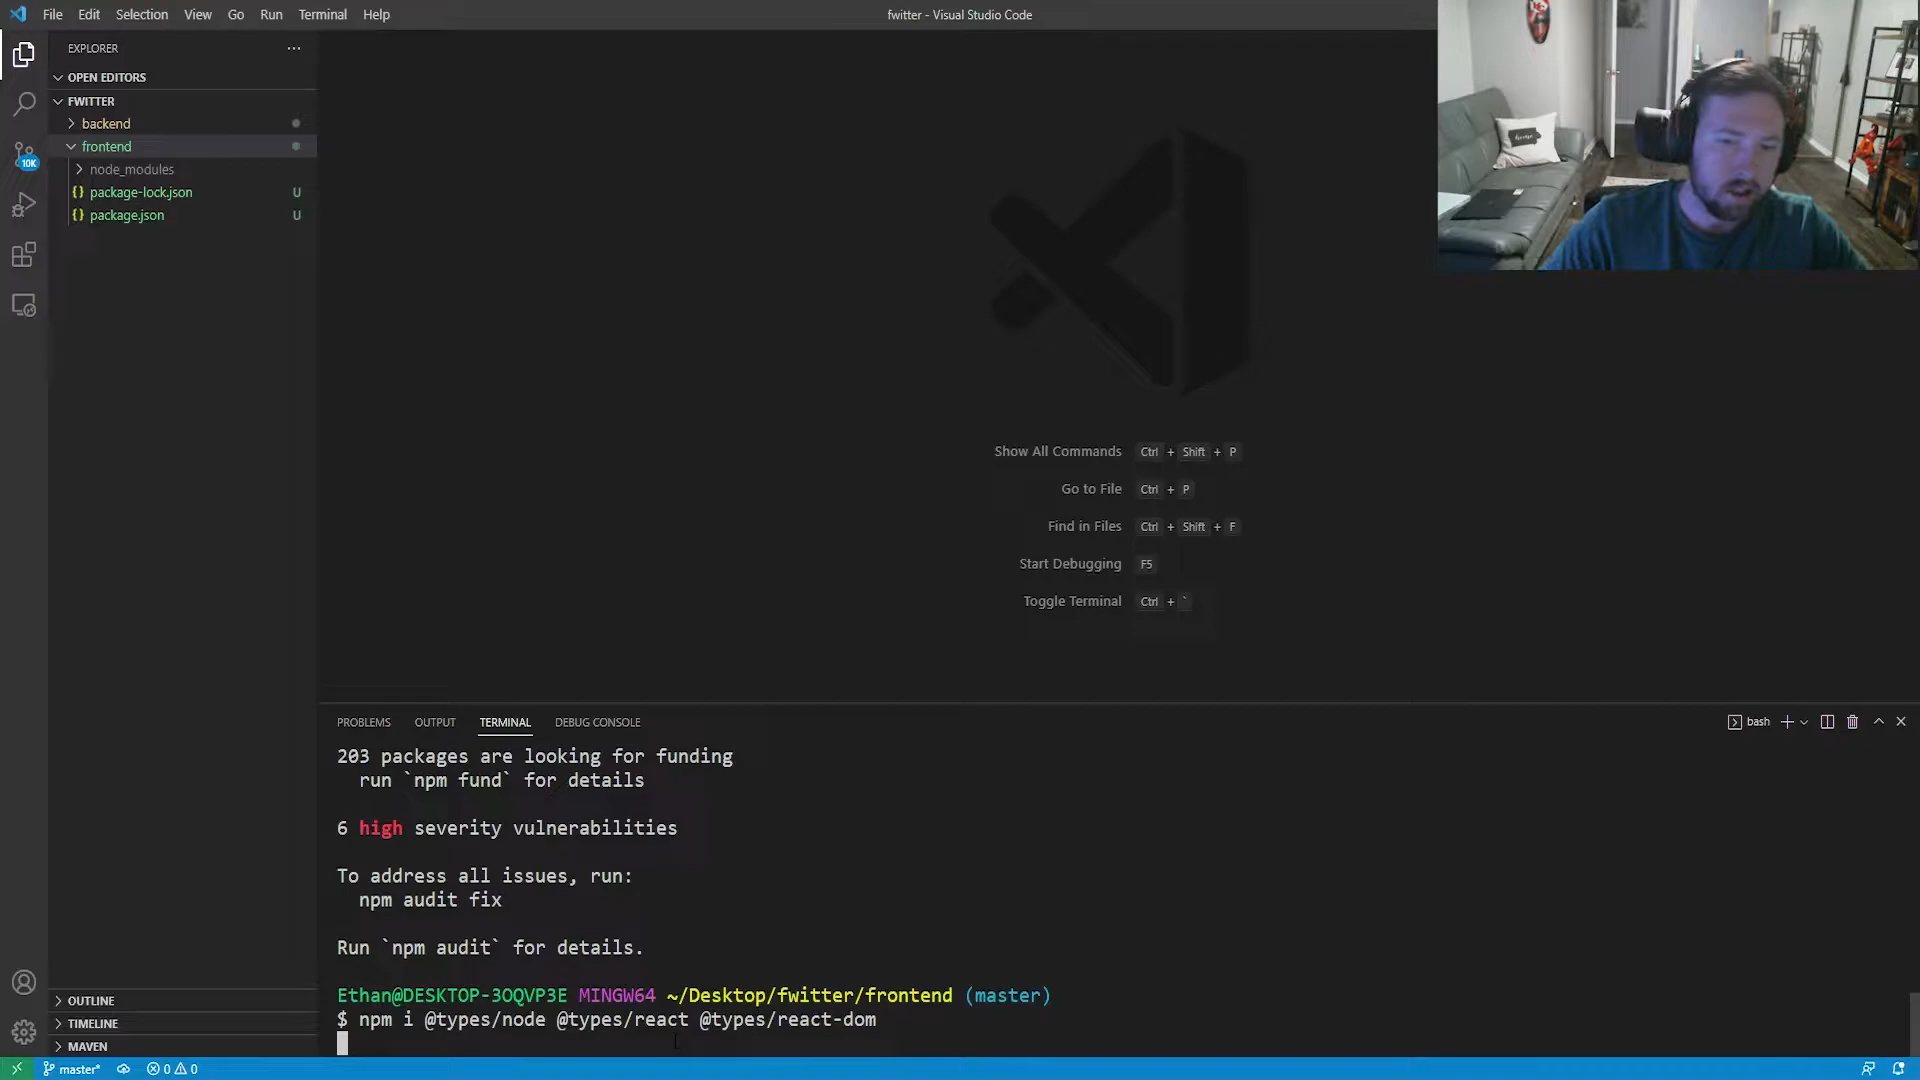 File Edit Selection View Go Run Terminal Help
fwitter - Visual Studio Code
EXPLORER
OPEN EDITORS
FWITTER
backend
frontend
node_modules
package-lock.json U
package.json U
10K
Show All Commands Ctrl + Shift + P
Go to File Ctrl + P
Find in Files Ctrl + Shift + F
Start Debugging F5
Toggle Terminal Ctrl + `
PROBLEMS OUTPUT TERMINAL DEBUG CONSOLE
bash
203 packages are looking for funding
run `npm fund` for details
6 high severity vulnerabilities
To address all issues, run:
npm audit fix
Run `npm audit` for details.
Ethan@DESKTOP-3OQVP3E MINGW64 ~/Desktop/fwitter/frontend (master)
$ npm i @types/node @types/react @types/react-dom
OUTLINE
TIMELINE
MAVEN
master* 0 0